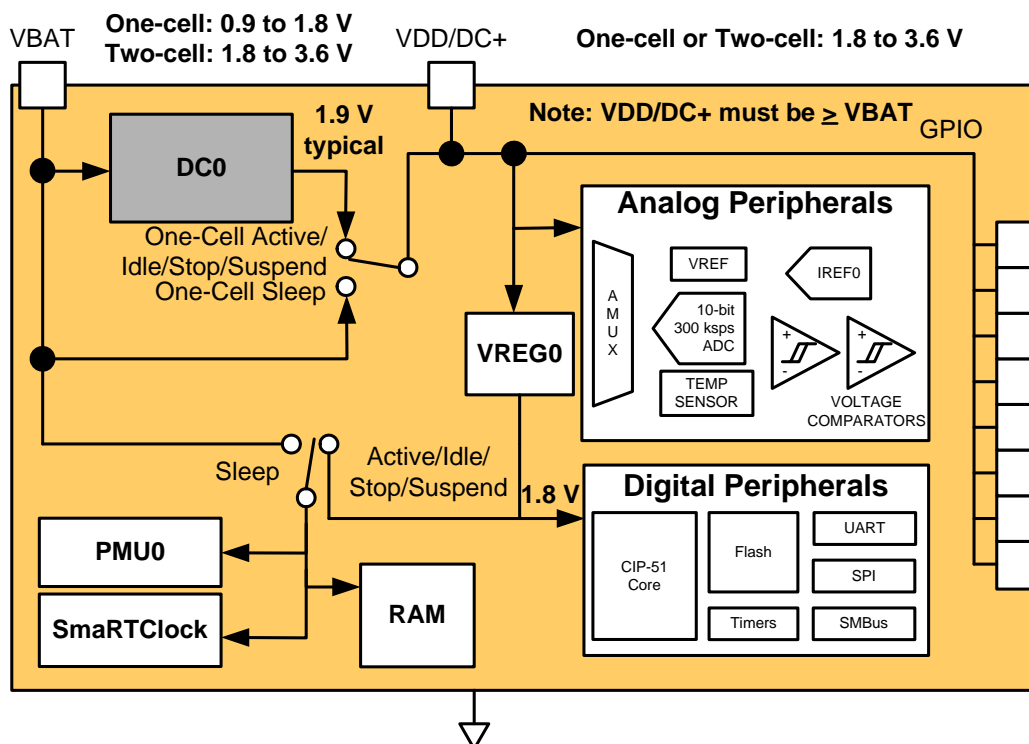 VBAT
One-cell: 0.9 to 1.8 V
Two-cell: 1.8 to 3.6 V
VDD/DC+
One-cell or Two-cell: 1.8 to 3.6 V
Note: VDD/DC+ must be ≥ VBAT
GPIO
1.9 V
typical
DC0
One-Cell Active/
Idle/Stop/Suspend
One-Cell Sleep
Analog Peripherals
AMUX
VREF
IREF0
10-bit
300 ksps
ADC
TEMP
SENSOR
+
-
+
-
VOLTAGE
COMPARATORS
VREG0
Sleep
Active/Idle/
Stop/Suspend
1.8 V
Digital Peripherals
CIP-51
Core
Flash
Timers
UART
SPI
SMBus
PMU0
SmaRTClock
RAM